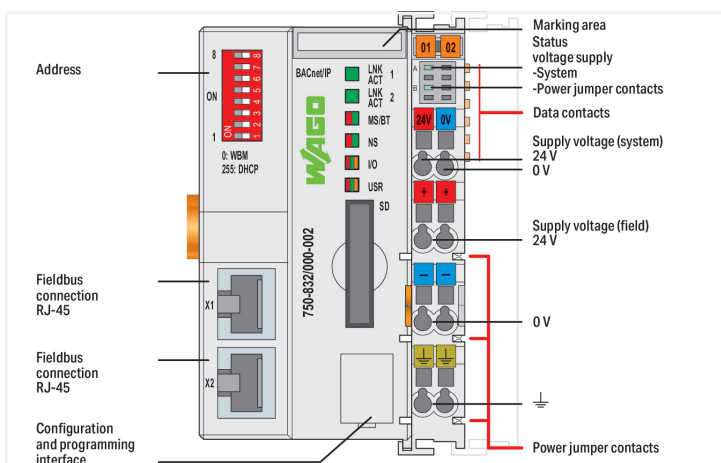 Address
Fieldbus
connection
RJ-45
Fieldbus
connection
RJ-45
Configuration
and programming
interface
8
ON
1
8
7
6
5
4
3
2
1
ON
0: WBM
255: DHCP
X1
X2
BACnet/IP
LNK
ACT 1
LNK
ACT 2
MS/BT
NS
I/O
USR
SD
WAGO
750-832/000-002
01 02
A
B
24V 0V
+ +
− −
Marking area
Status
voltage supply
-System
-Power jumper contacts
Data contacts
Supply voltage (system)
24 V
0 V
Supply voltage (field)
24 V
0 V
Power jumper contacts